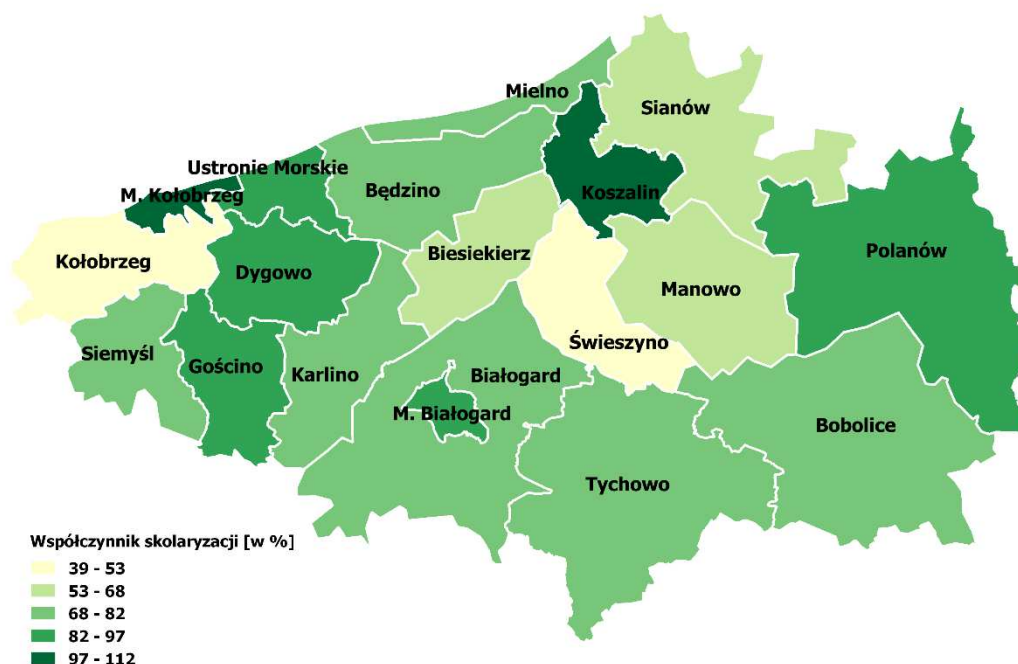 Mielno
Sianów
Ustronie Morskie
M. Kołobrzeg
Będzino
Koszalin
Kołobrzeg
Dygowo
Biesiekierz
Polanów
Manowo
Siemyśl
Gościno
Karlino
Świeszyno
Białogard
M. Białogard
Bobolice
Tychowo
Współczynnik skolaryzacji [w %]
39 - 53
53 - 68
68 - 82
82 - 97
97 - 112